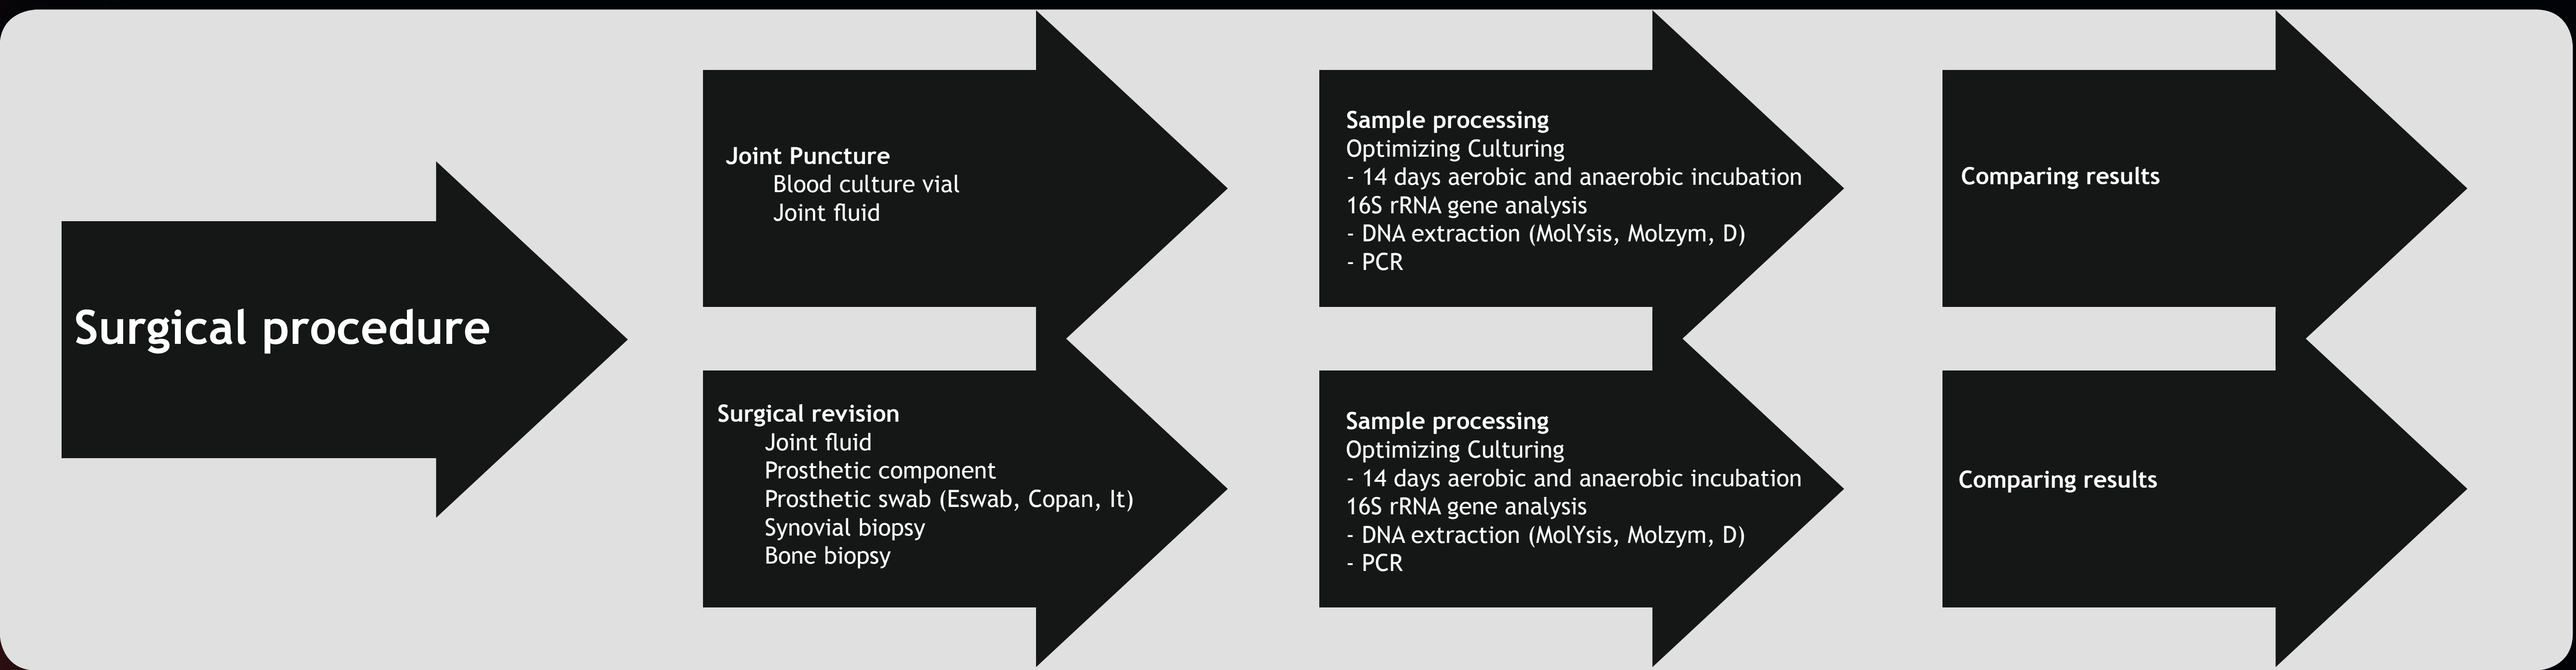 Surgical procedure
Joint Puncture
Blood culture vial
Joint fluid
Surgical revision
Joint fluid
Prosthetic component
Prosthetic swab (Eswab, Copan, It)
Synovial biopsy
Bone biopsy
Sample processing
Optimizing Culturing
- 14 days aerobic and anaerobic incubation
16S rRNA gene analysis
- DNA extraction (MolYsis, Molzym, D)
- PCR
Sample processing
Optimizing Culturing
- 14 days aerobic and anaerobic incubation
16S rRNA gene analysis
- DNA extraction (MolYsis, Molzym, D)
- PCR
Comparing results
Comparing results